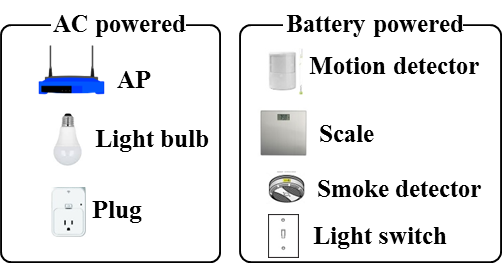 AC powered
AP
Light bulb
Plug
Battery powered
Motion detector
Scale
Smoke detector
Light switch